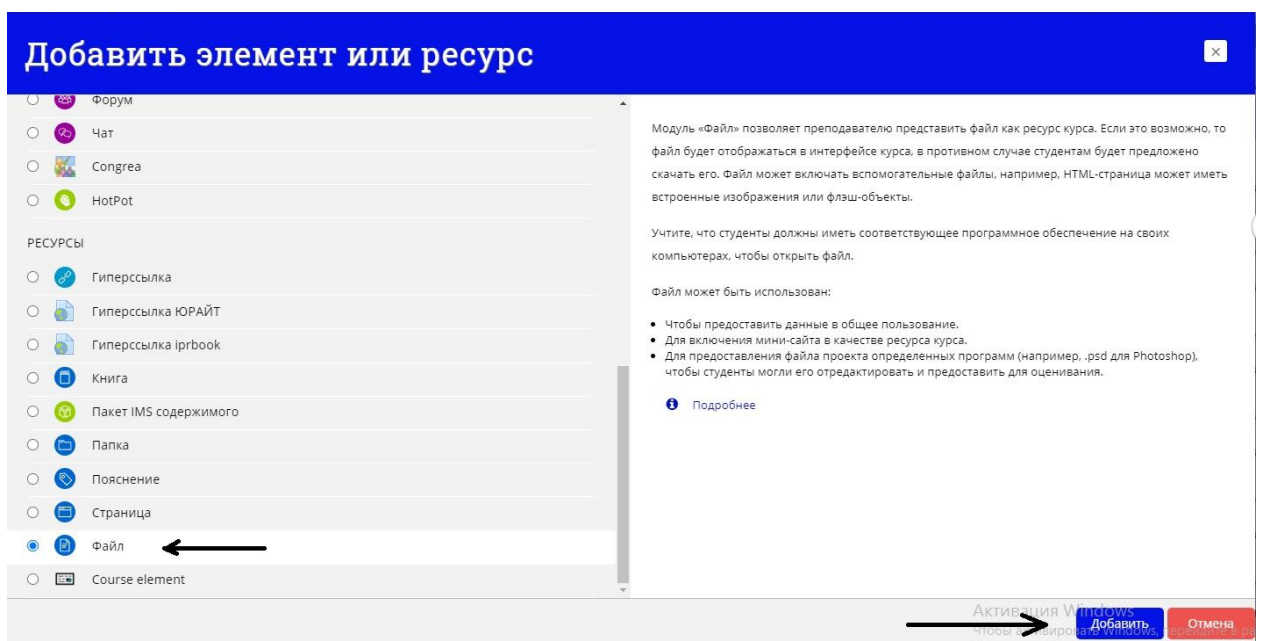 Добавить элемент или ресурс
Форум
Чат
Congrea
HotPot
РЕСУРСЫ
Гиперссылка
Гиперссылка ЮРАЙТ
Гиперссылка iprbook
Книга
Пакет IMS содержимого
Папка
Пояснение
Страница
Файл
Course element
Модуль «Файл» позволяет преподавателю представить файл как ресурс курса. Если это возможно, то
файл будет отображаться в интерфейсе курса, в противном случае студентам будет предложено
скачать его. Файл может включать вспомогательные файлы, например, HTML-страница может иметь
встроенные изображения или флэш-объекты.
Учтите, что студенты должны иметь соответствующее программное обеспечение на своих
компьютерах, чтобы открыть файл.
Файл может быть использован:
Чтобы предоставить данные в общее пользование.
Для включения мини-сайта в качестве ресурса курса.
Для предоставления файла проекта определенных программ (например, .psd для Photoshop),
чтобы студенты могли его отредактировать и предоставить для оценивания.
Подробнее
Активация Windows
Чтобы Windows, перейдите в
Добавить
Отмена